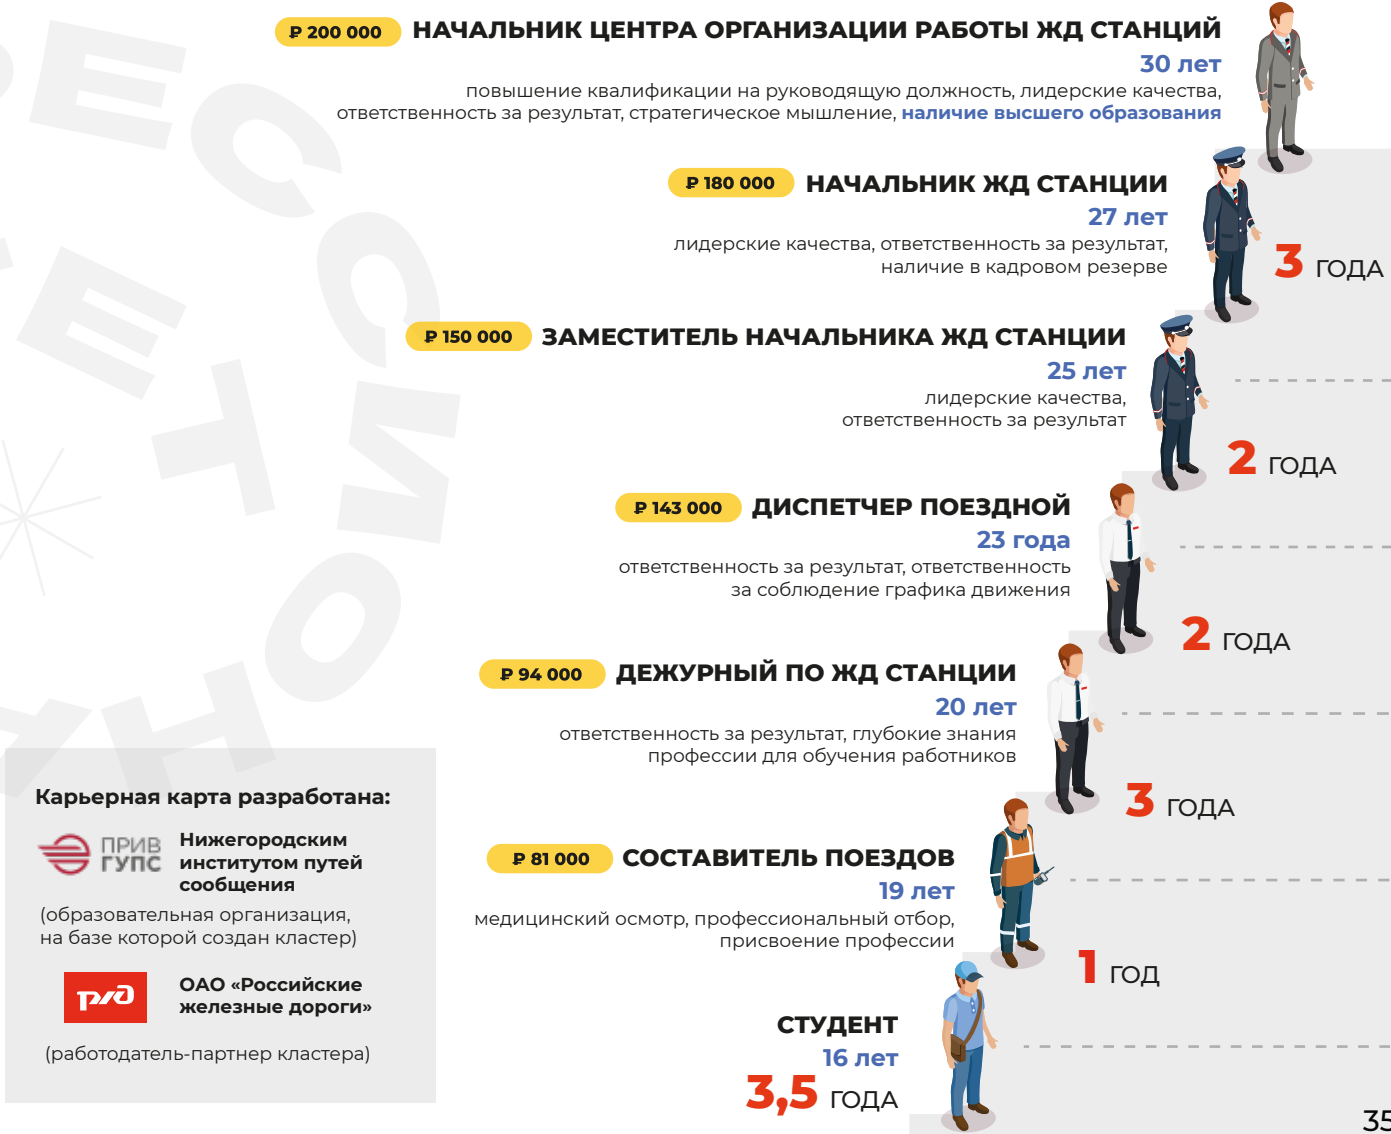 ₽ 200 000 НАЧАЛЬНИК ЦЕНТРА ОРГАНИЗАЦИИ РАБОТЫ ЖД СТАНЦИЙ
30 лет
повышение квалификации на руководящую должность, лидерские качества,
ответственность за результат, стратегическое мышление, наличие высшего образования
₽ 180 000 НАЧАЛЬНИК ЖД СТАНЦИИ
27 лет
лидерские качества, ответственность за результат,
наличие в кадровом резерве
3 ГОДА
₽ 150 000 ЗАМЕСТИТЕЛЬ НАЧАЛЬНИКА ЖД СТАНЦИИ
25 лет
лидерские качества,
ответственность за результат
2 ГОДА
₽ 143 000 ДИСПЕТЧЕР ПОЕЗДНОЙ
23 года
ответственность за результат, ответственность
за соблюдение графика движения
2 ГОДА
₽ 94 000 ДЕЖУРНЫЙ ПО ЖД СТАНЦИИ
20 лет
ответственность за результат, глубокие знания
профессии для обучения работников
3 ГОДА
₽ 81 000 СОСТАВИТЕЛЬ ПОЕЗДОВ
19 лет
медицинский осмотр, профессиональный отбор,
присвоение профессии
1 ГОД
СТУДЕНТ
16 лет
3,5 ГОДА
Карьерная карта разработана:
ПРИВ
ГУПС
Нижегородским
институтом путей
сообщения
(образовательная организация,
на базе которой создан кластер)
ржд
ОАО «Российские
железные дороги»
(работодатель-партнер кластера)
35